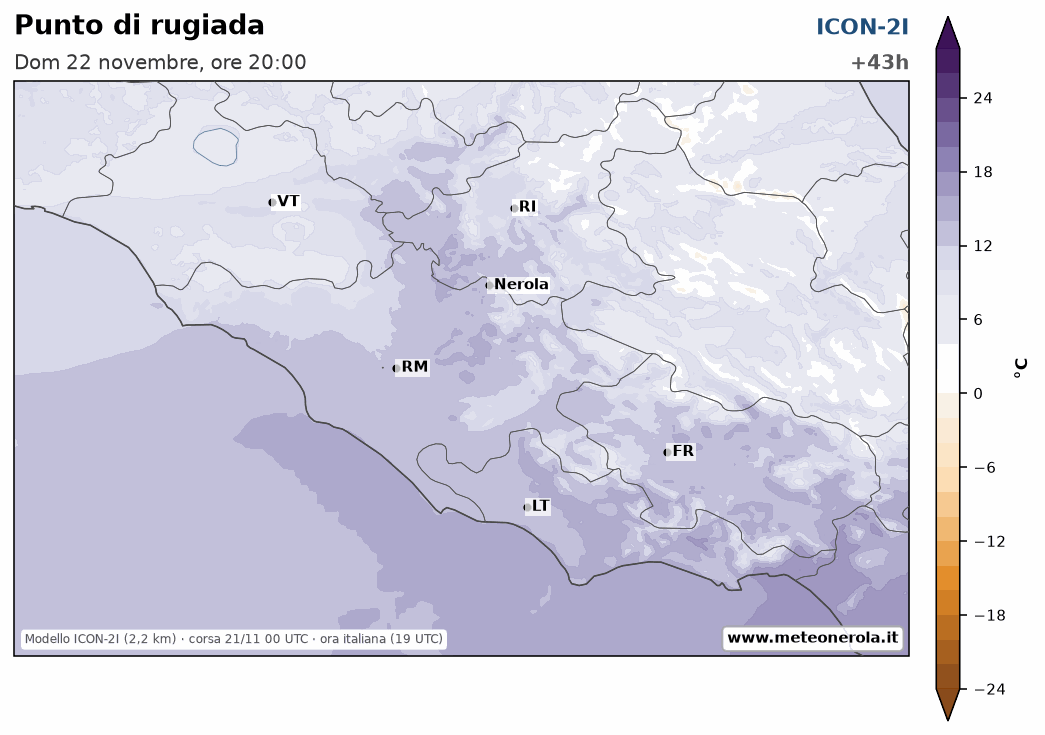 Punto di rugiada
ICON-2I
Dom 22 novembre, ore 20:00
+43h
VT
RI
Nerola
RM
FR
LT
24
18
12
6
0
−6
−12
−18
−24
°C
Modello ICON-2I (2,2 km) · corsa 21/11 00 UTC · ora italiana (19 UTC)
www.meteonerola.it